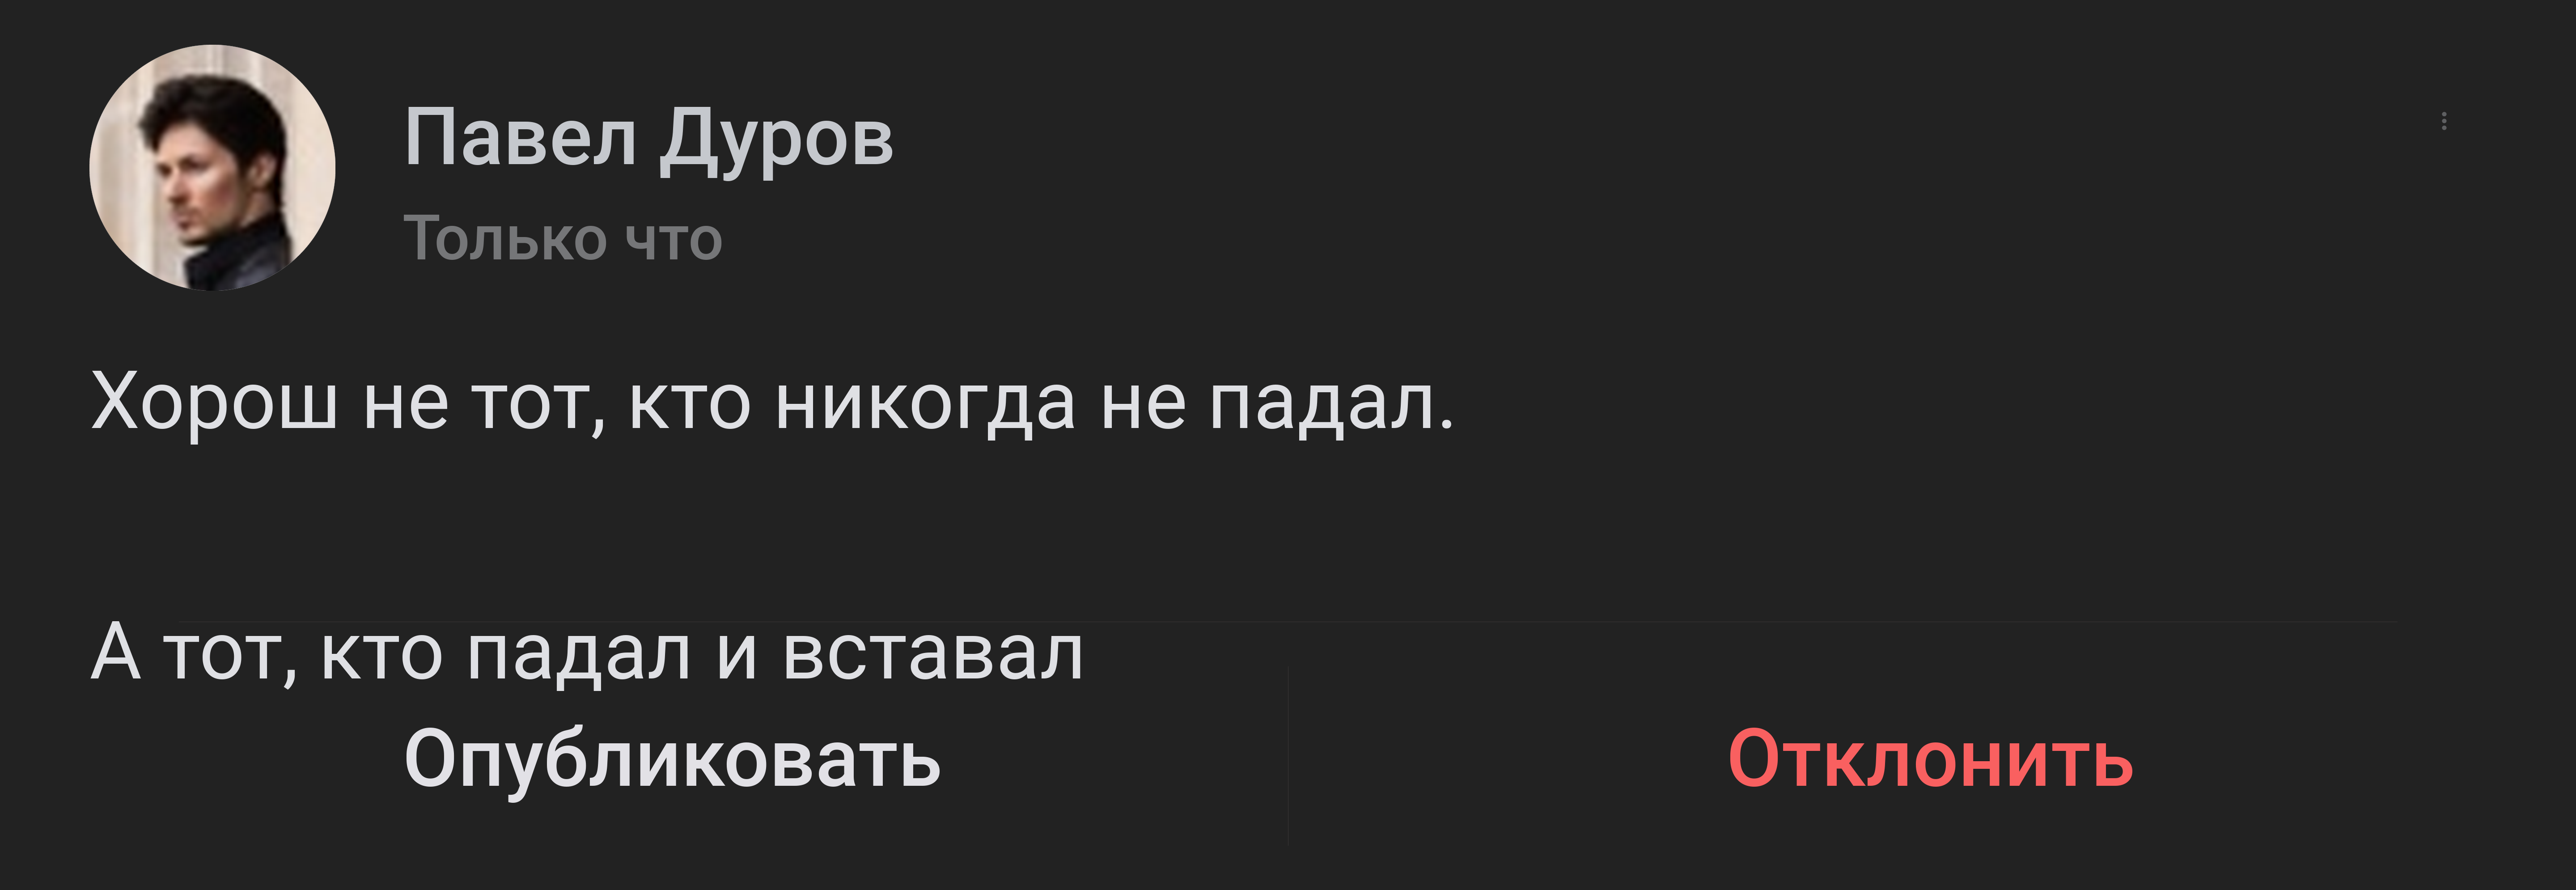 Павел Дуров
Только что
Хорош не тот, кто никогда не падал.
А тот, кто падал и вставал
Опубликовать
Отклонить